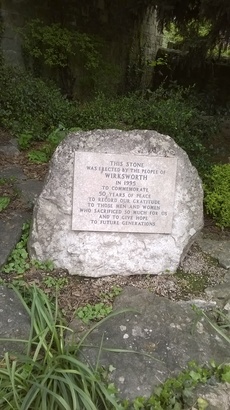 THIS STONE
WAS ERECTED BY THE PEOPLE OF
WIRKSWORTH
IN 1995
TO COMMEMORATE
50 YEARS OF PEACE
TO RECORD OUR GRATITUDE
TO THOSE MEN AND WOMEN
WHO SACRIFICED SO MUCH FOR US
AND TO GIVE HOPE
TO FUTURE GENERATIONS